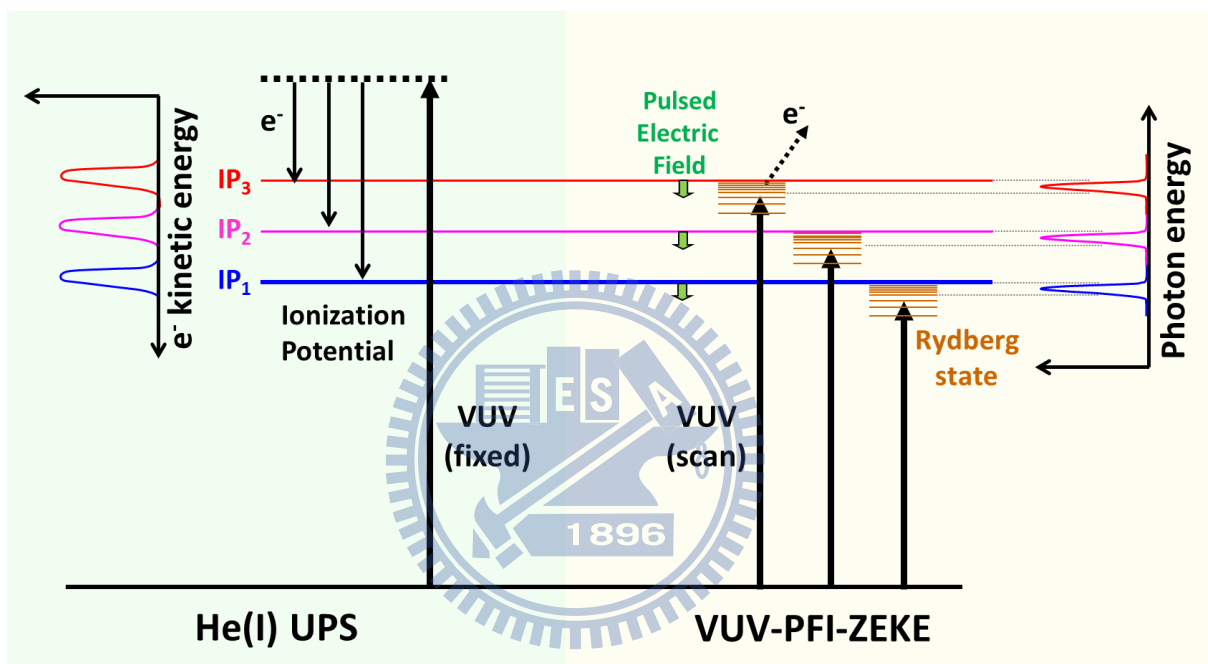 e⁻ kinetic energy
e⁻
IP₃
IP₂
IP₁
Ionization
Potential
VUV
(fixed)
He(I) UPS
Pulsed
Electric
Field
e⁻
VUV
(scan)
Rydberg
state
Photon energy
VUV-PFI-ZEKE
E S A
1896